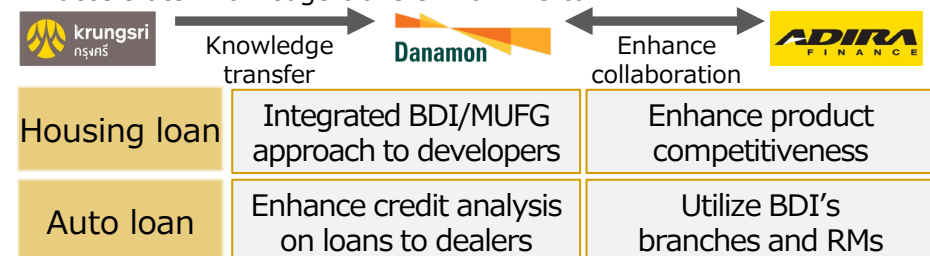 krungsri
กรุงศรี
Knowledge
transfer
Danamon
Enhance
collaboration
ADIRA
FINANCE
Housing loan
Integrated BDI/MUFG
approach to developers
Enhance product
competitiveness
Auto loan
Enhance credit analysis
on loans to dealers
Utilize BDI's
branches and RMs